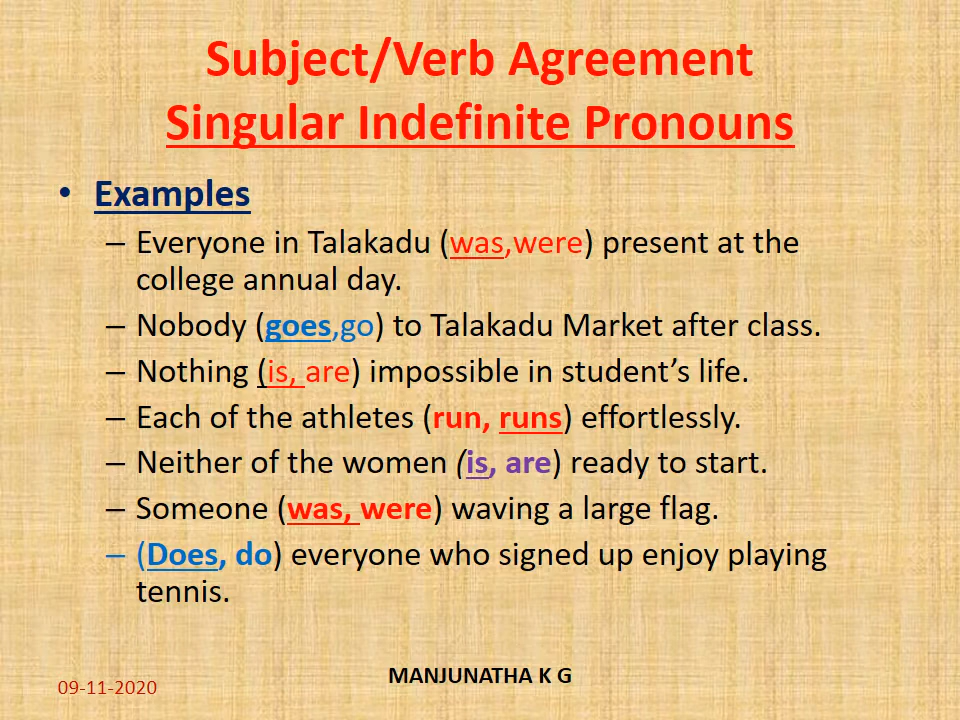 Subject/Verb Agreement
Singular Indefinite Pronouns
• Examples
– Everyone in Talakadu (was,were) present at the
college annual day.
– Nobody (goes,go) to Talakadu Market after class.
– Nothing (is, are) impossible in student’s life.
– Each of the athletes (run, runs) effortlessly.
– Neither of the women (is, are) ready to start.
– Someone (was, were) waving a large flag.
– (Does, do) everyone who signed up enjoy playing
tennis.
MANJUNATHA K G
09-11-2020